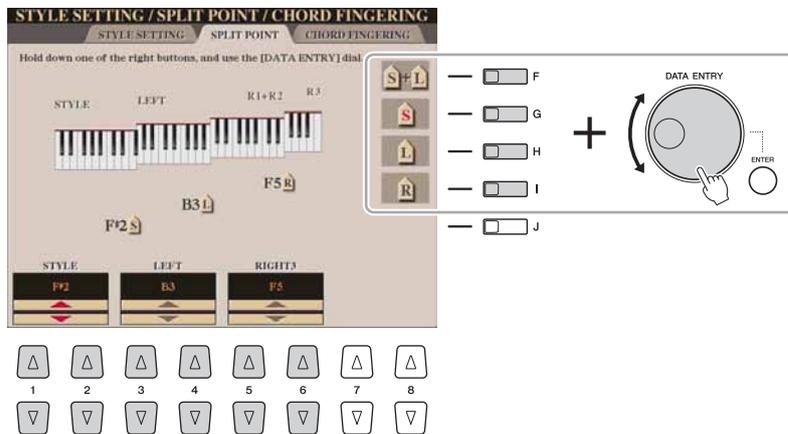 STYLE SETTING / SPLIT POINT / CHORD FINGERING
STYLE SETTING SPLIT POINT CHORD FINGERING
Hold down one of the right buttons, and use the [DATA ENTRY] dial.
S+L
F
DATA ENTRY
STYLE LEFT R1+R2 R3
S
G
L
H
ENTER
R
I
F5 R
B3 L
F#2 S
J
STYLE LEFT RIGHT3
F#2 B3 F5
1 2 3 4 5 6 7 8